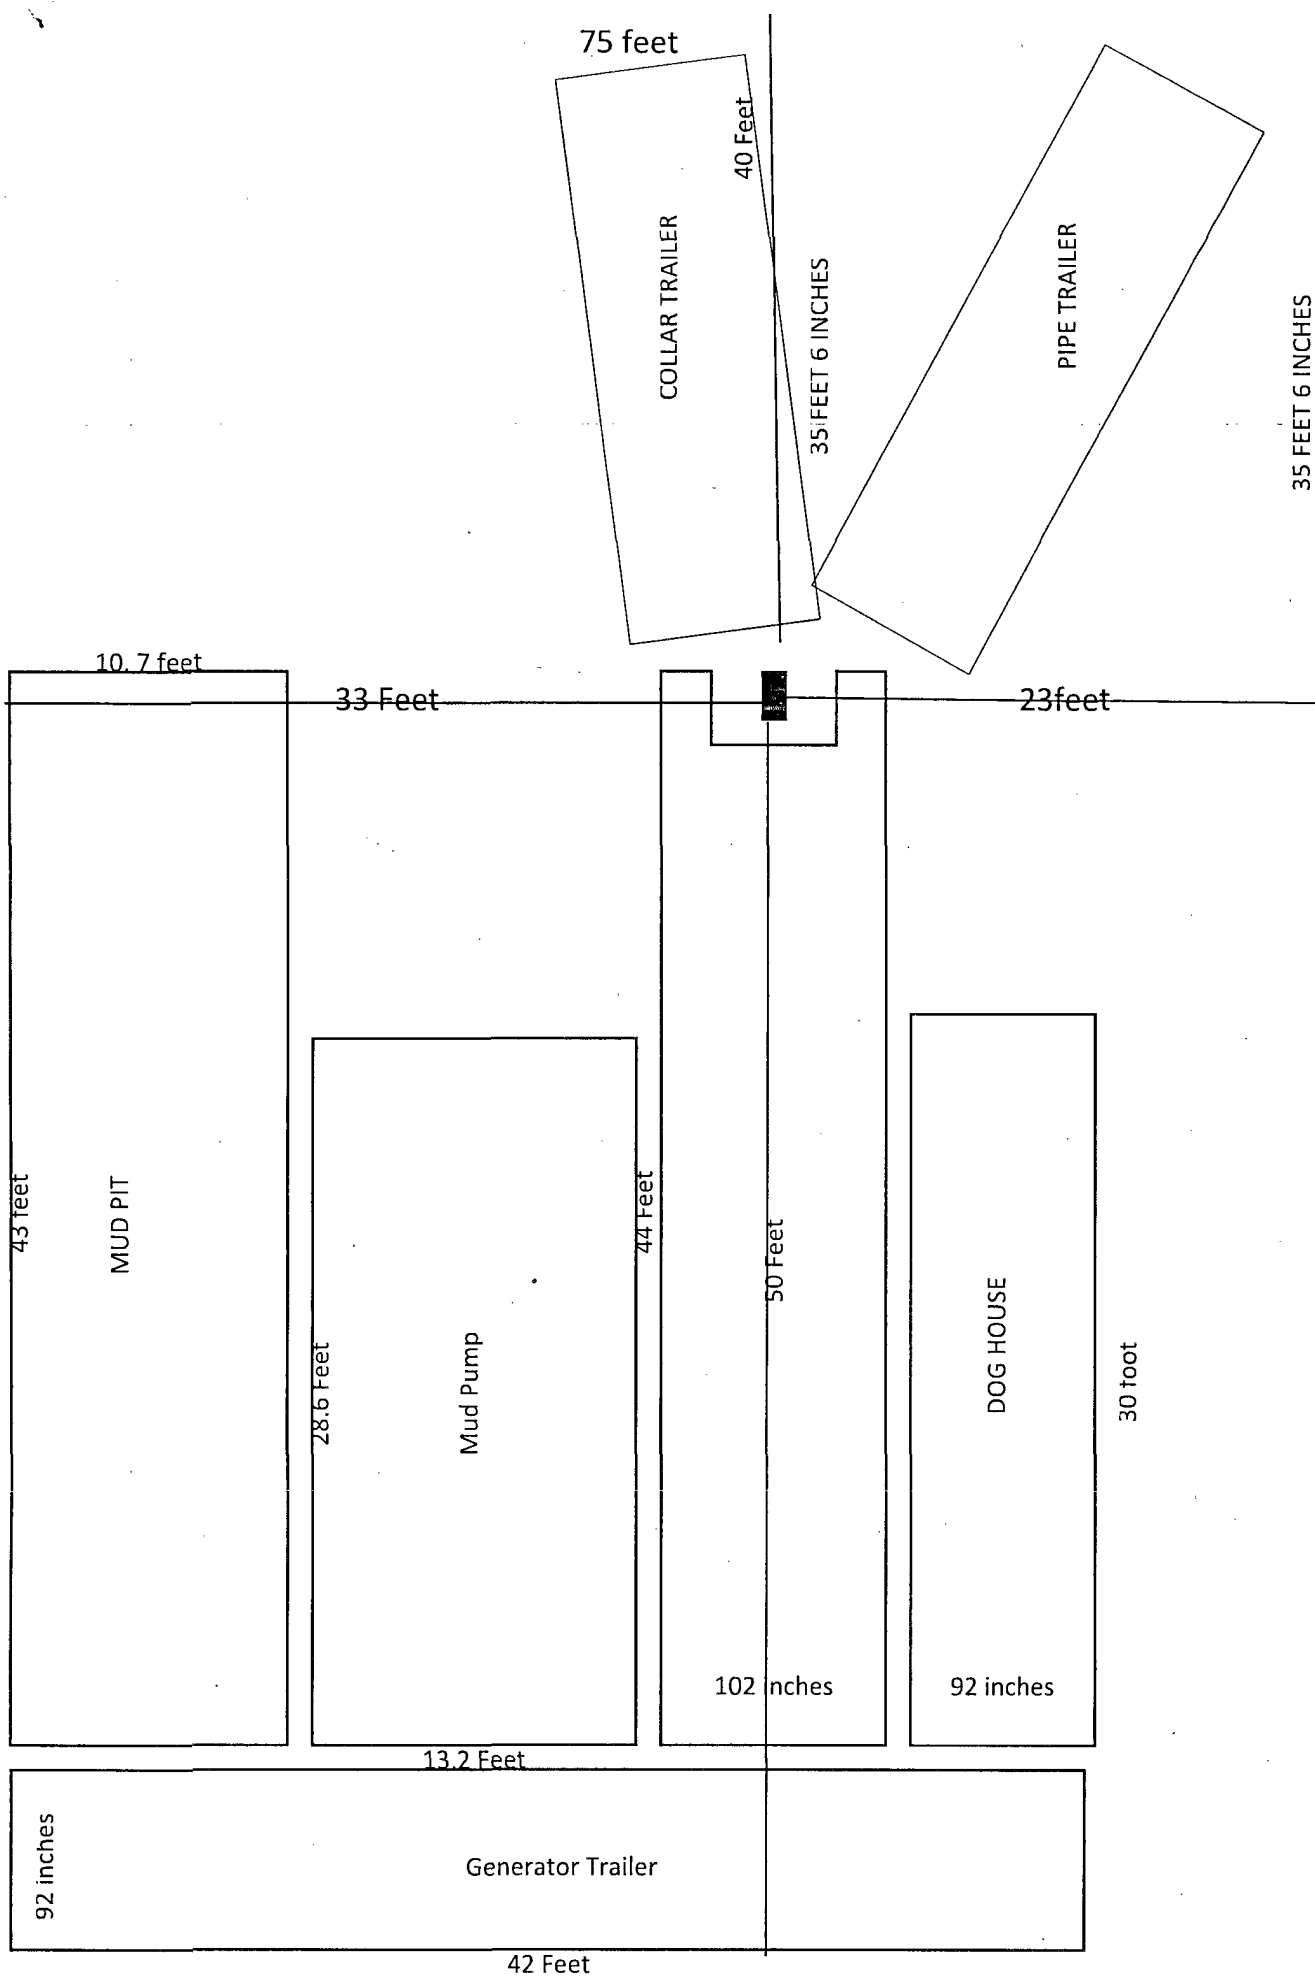 75 feet
40 Feet
COLLAR TRAILER
35 FEET 6 INCHES
PIPE TRAILER
35 FEET 6 INCHES
10. 7 feet
33 Feet
23feet
43 feet
MUD PIT
28.6 Feet
Mud Pump
44 Feet
50 Feet
DOG HOUSE
30 foot
102 inches
92 inches
13.2 Feet
92 inches
Generator Trailer
42 Feet